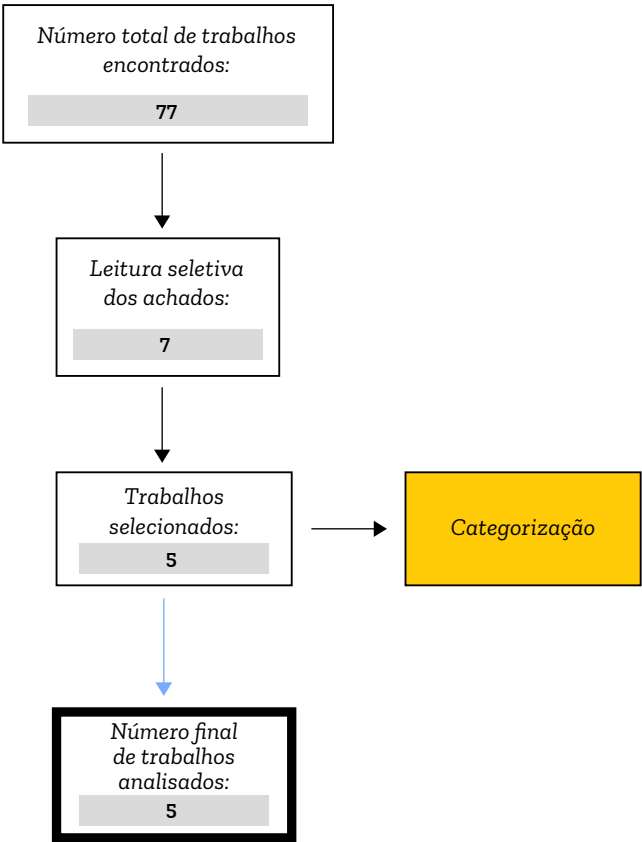 Número total de trabalhos
encontrados:
77
Leitura seletiva
dos achados:
7
Trabalhos
selecionados:
5
Categorização
Número final
de trabalhos
analisados:
5